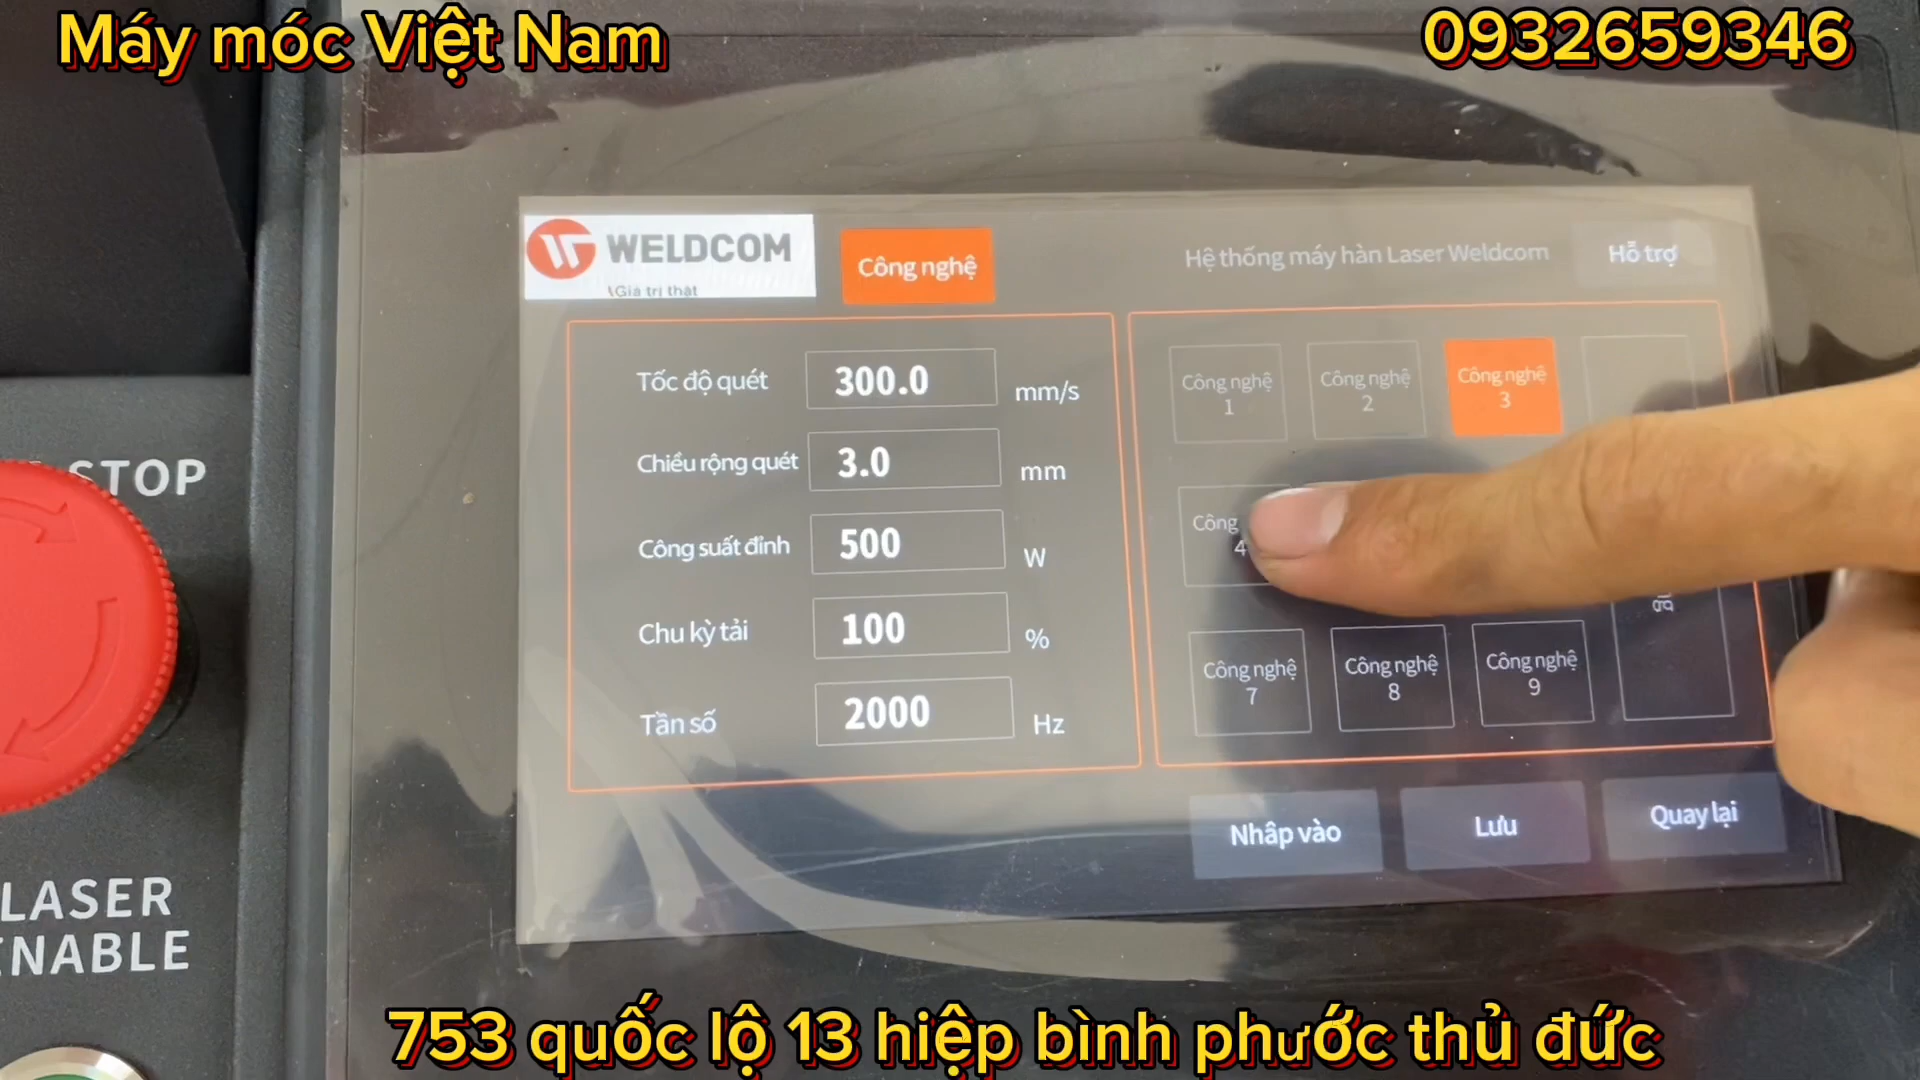 Máy móc Việt Nam
0932659346
WELDCOM
Giá trị thật
Công nghệ
Hệ thống máy hàn Laser Weldcom
Hỗ trợ
Tốc độ quét 300.0 mm/s
Chiều rộng quét 3.0 mm
Công suất đỉnh 500 W
Chu kỳ tải 100 %
Tần số 2000 Hz
Công nghệ
1
Công nghệ
2
Công nghệ
3
Công
4
Công nghệ
7
Công nghệ
8
Công nghệ
9
Nhâp vào
Lưu
Quay lại
STOP
LASER
ENABLE
753 quốc lộ 13 hiệp bình phước thủ đức